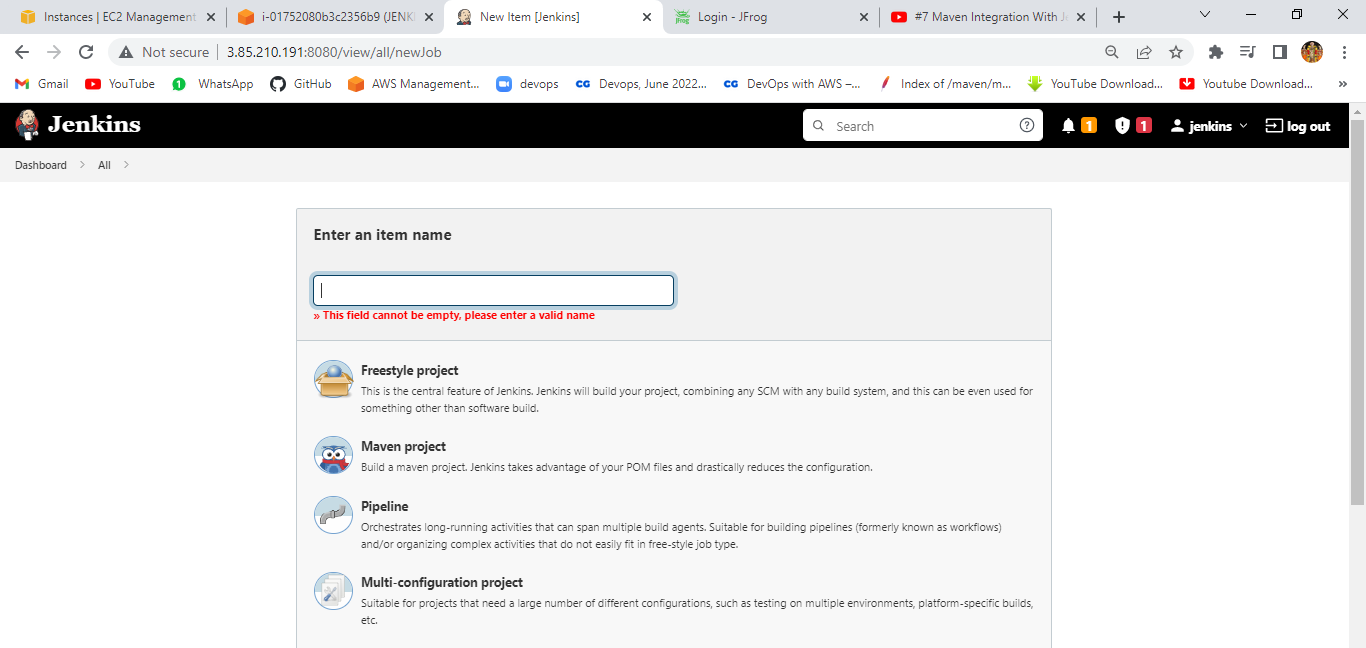 Instances | EC2 Management
i-01752080b3c2356b9 (JENK
New Item [Jenkins]
Login - JFrog
#7 Maven Integration With J
Not secure
3.85.210.191:8080/view/all/newJob
Gmail
YouTube
1
WhatsApp
GitHub
AWS Management...
devops
CG
Devops, June 2022...
CG
DevOps with AWS –...
Index of /maven/m...
YouTube Download...
Youtube Download...
»
Jenkins
Search
1
1
jenkins
log out
Dashboard
All
Enter an item name
» This field cannot be empty, please enter a valid name
Freestyle project
This is the central feature of Jenkins. Jenkins will build your project, combining any SCM with any build system, and this can be even used for
something other than software build.
Maven project
Build a maven project. Jenkins takes advantage of your POM files and drastically reduces the configuration.
Pipeline
Orchestrates long-running activities that can span multiple build agents. Suitable for building pipelines (formerly known as workflows)
and/or organizing complex activities that do not easily fit in free-style job type.
Multi-configuration project
Suitable for projects that need a large number of different configurations, such as testing on multiple environments, platform-specific builds,
etc.